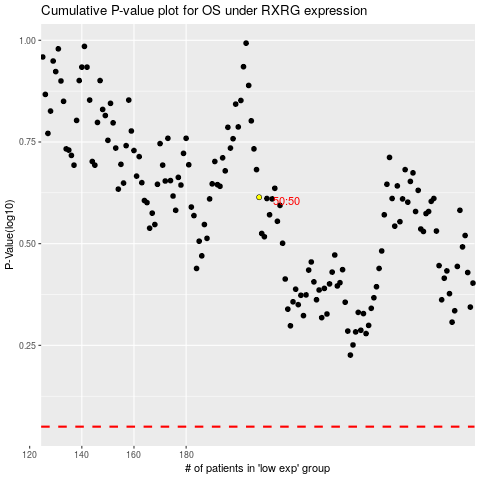 Cumulative P-value plot for OS under RXRG expression
P-Value(log10)
1.00
0.75
0.50
0.25
50:50
120 140 160 180
# of patients in 'low exp' group